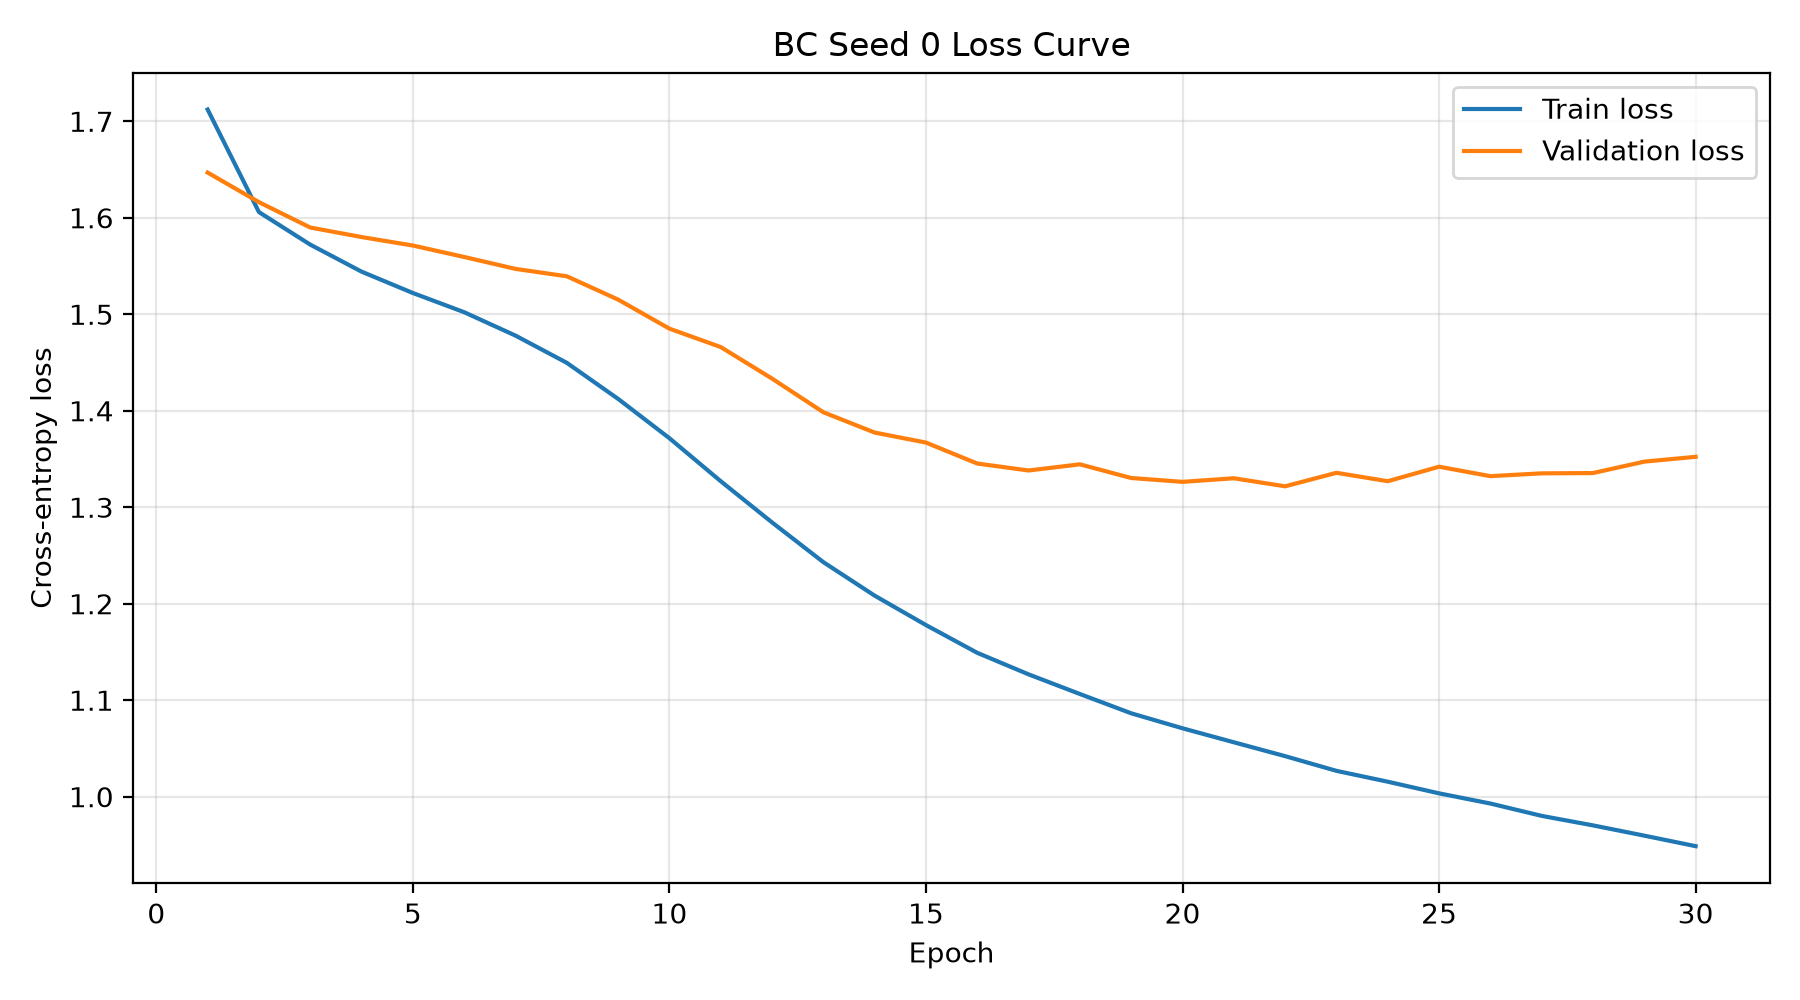 BC Seed 0 Loss Curve
Train loss
Validation loss
Cross-entropy loss
1.7
1.6
1.5
1.4
1.3
1.2
1.1
1.0
0 5 10 15 20 25 30
Epoch